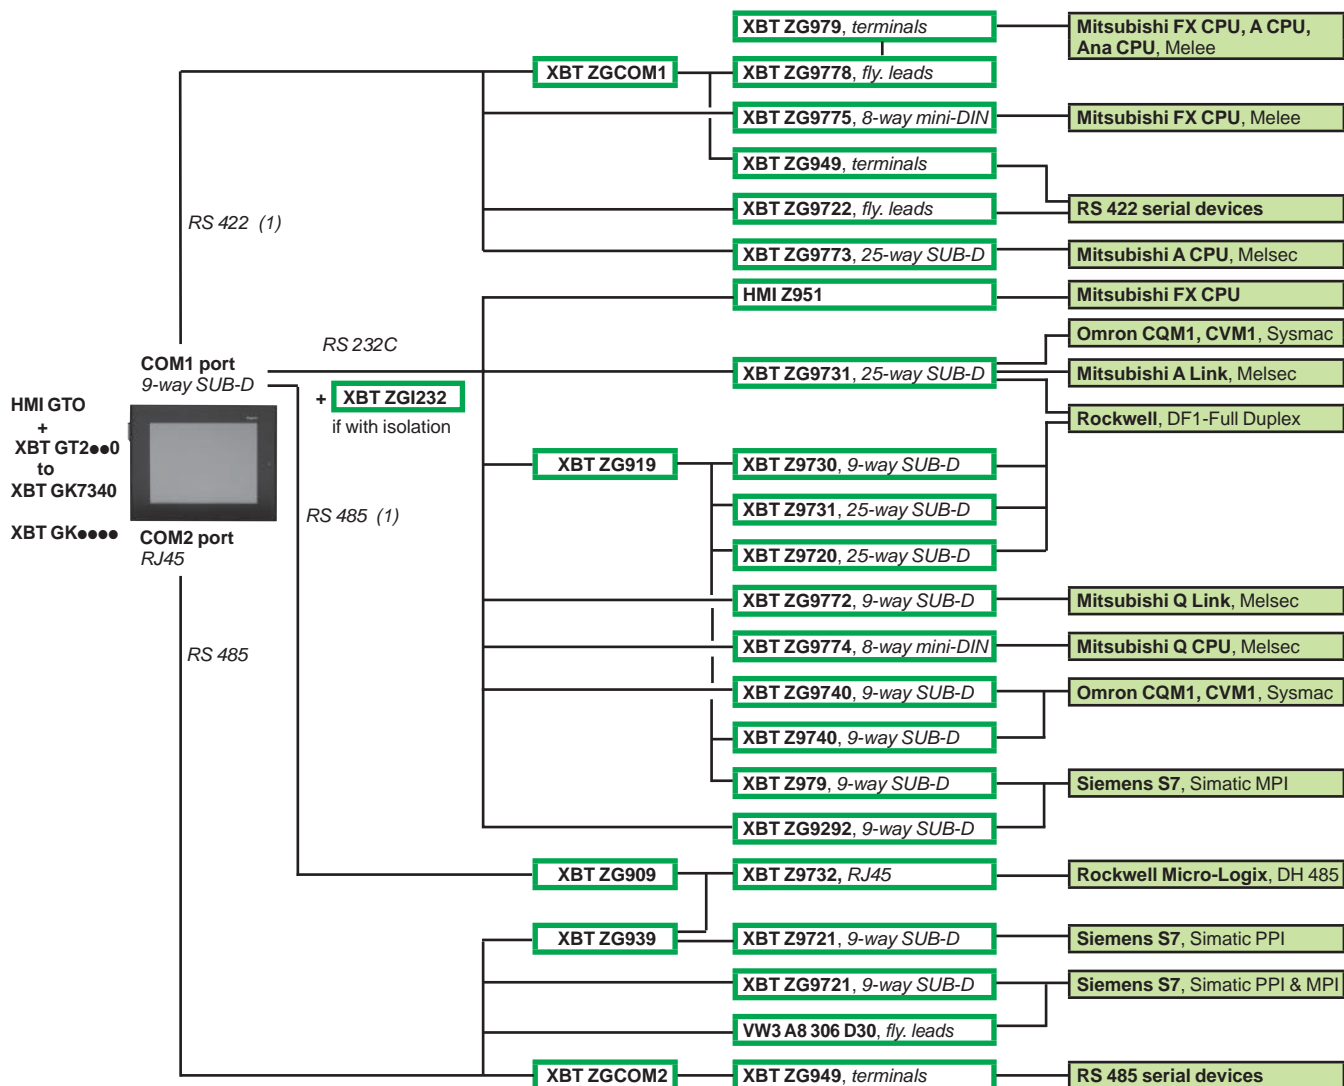 XBT ZG979, terminals
Mitsubishi FX CPU, A CPU,
Ana CPU, Melee
XBT ZGCOM1
XBT ZG9778, fly. leads
XBT ZG9775, 8-way mini-DIN
Mitsubishi FX CPU, Melee
XBT ZG949, terminals
RS 422 (1)
XBT ZG9722, fly. leads
RS 422 serial devices
XBT ZG9773, 25-way SUB-D
Mitsubishi A CPU, Melsec
HMI Z951
Mitsubishi FX CPU
RS 232C
Omron CQM1, CVM1, Sysmac
COM1 port
9-way SUB-D
XBT ZG9731, 25-way SUB-D
Mitsubishi A Link, Melsec
+ XBT ZGI232
if with isolation
Rockwell, DF1-Full Duplex
HMI GTO
+
XBT GT2●●0
to
XBT GK7340
XBT GK●●●●
XBT ZG919
XBT Z9730, 9-way SUB-D
RS 485 (1)
XBT Z9731, 25-way SUB-D
COM2 port
RJ45
XBT Z9720, 25-way SUB-D
XBT ZG9772, 9-way SUB-D
Mitsubishi Q Link, Melsec
RS 485
XBT ZG9774, 8-way mini-DIN
Mitsubishi Q CPU, Melsec
XBT ZG9740, 9-way SUB-D
Omron CQM1, CVM1, Sysmac
XBT Z9740, 9-way SUB-D
XBT Z979, 9-way SUB-D
Siemens S7, Simatic MPI
XBT ZG9292, 9-way SUB-D
XBT ZG909
XBT Z9732, RJ45
Rockwell Micro-Logix, DH 485
XBT ZG939
XBT Z9721, 9-way SUB-D
Siemens S7, Simatic PPI
XBT ZG9721, 9-way SUB-D
Siemens S7, Simatic PPI & MPI
VW3 A8 306 D30, fly. leads
XBT ZGCOM2
XBT ZG949, terminals
RS 485 serial devices